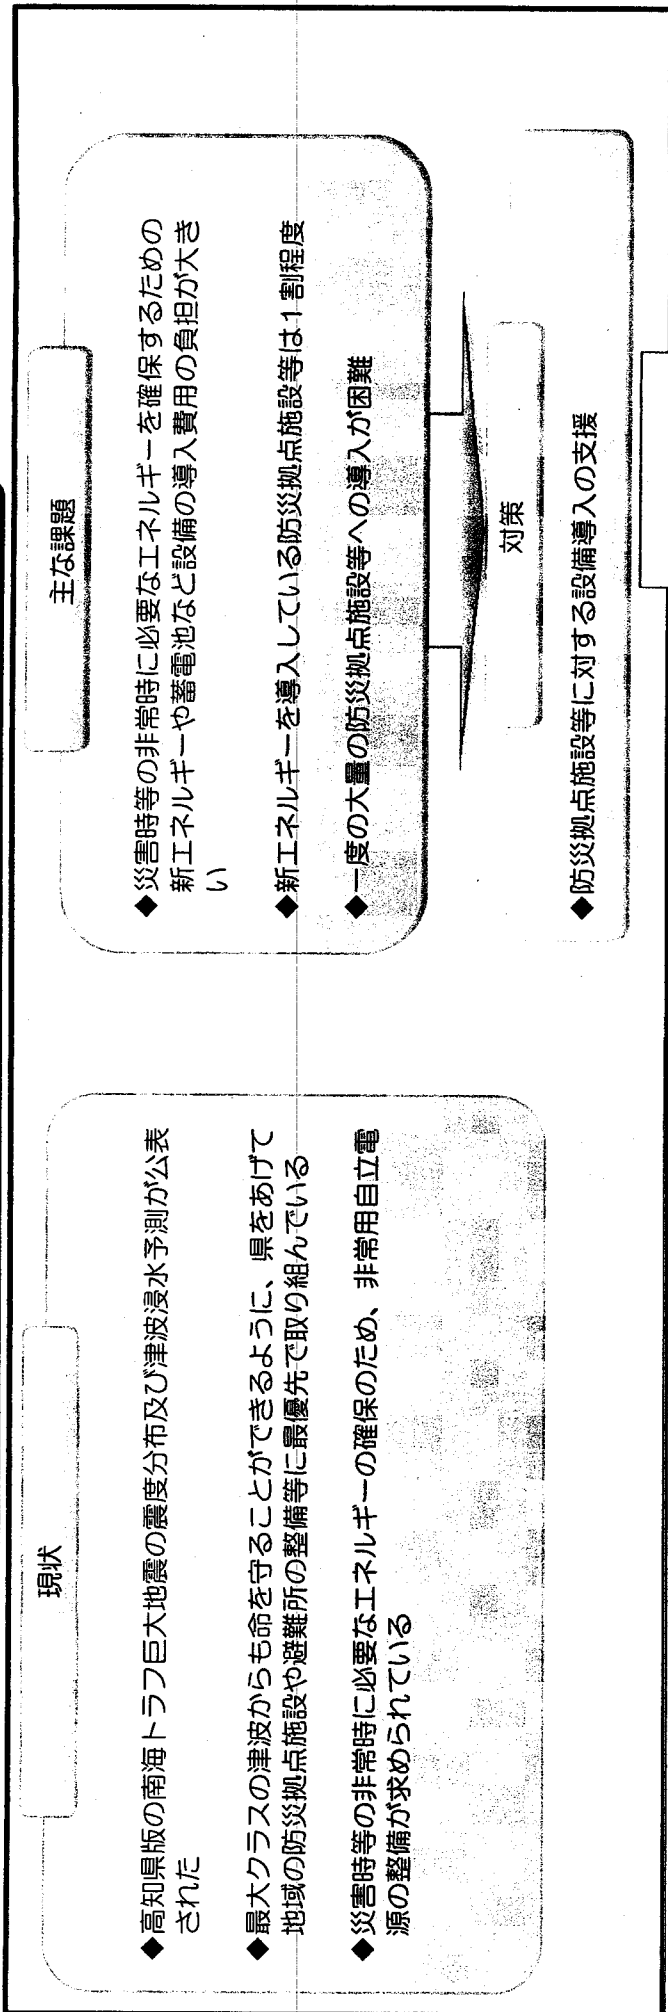 現状
◆高知県版の南海トラフ巨大地震の震度分布及び津波浸水予測が公表
された
◆最大クラスの津波からも命を守ることができるように、県をあげて
地域の防災拠点施設や避難所の整備等に最優先で取り組んでいる
◆災害時等の非常時に必要なエネルギーの確保のため、非常用自立電
源の整備が求められている
主な課題
◆災害時等の非常時に必要なエネルギーを確保するための
新エネルギーや蓄電池など設備の導入費用の負担が大き
い
◆新エネルギーを導入している防災拠点施設等は1割程度
◆一度の大量の防災拠点施設等への導入が困難
対策
◆防災拠点施設等に対する設備導入の支援